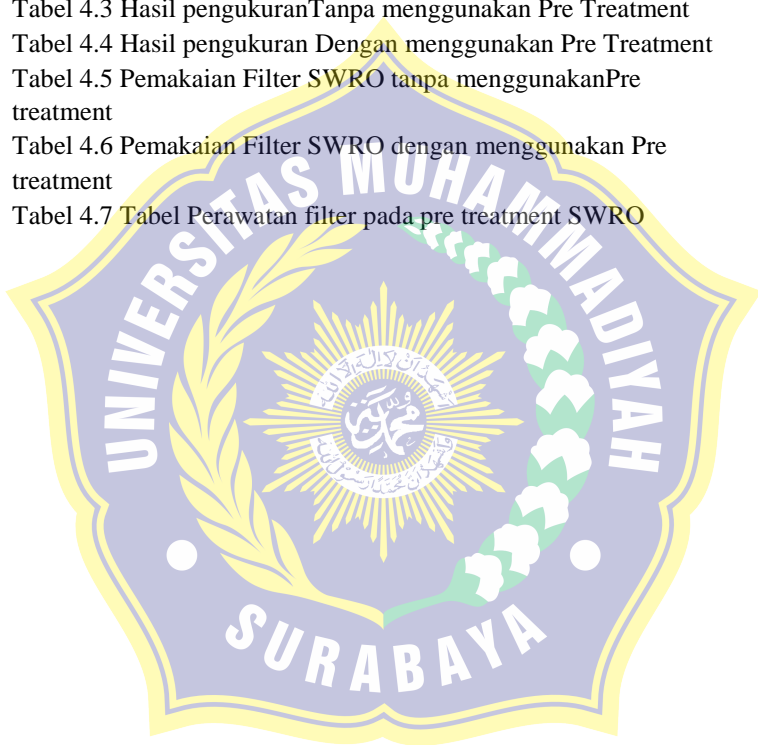 Tabel 4.3 Hasil pengukuranTanpa menggunakan Pre Treatment
Tabel 4.4 Hasil pengukuran Dengan menggunakan Pre Treatment
Tabel 4.5 Pemakaian Filter SWRO tanpa menggunakanPre
treatment
Tabel 4.6 Pemakaian Filter SWRO dengan menggunakan Pre
treatment
Tabel 4.7 Tabel Perawatan filter pada pre treatment SWRO
UNIVERSITAS MUHAMMADIYAH
SURABAYA